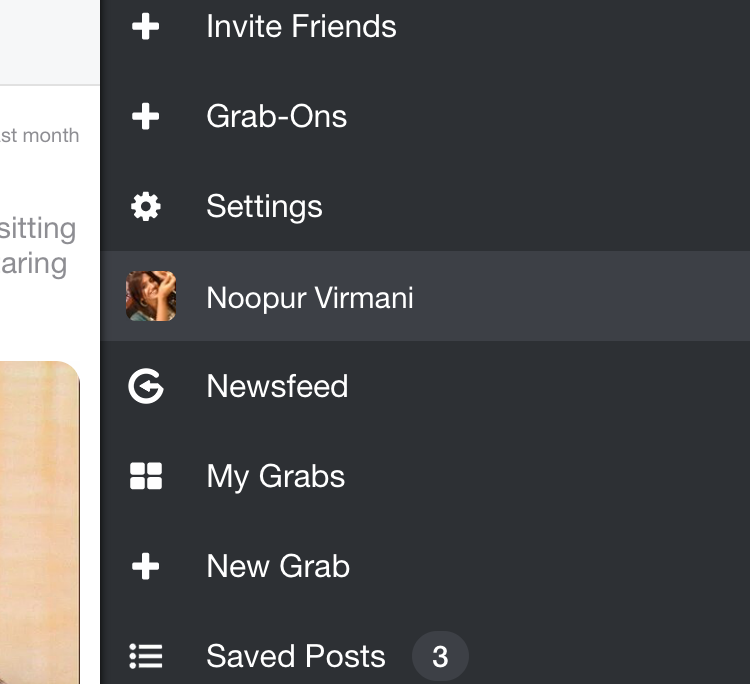 Invite Friends
Grab-Ons
st month
Settings
sitting
aring
Noopur Virmani
Newsfeed
My Grabs
New Grab
Saved Posts 3